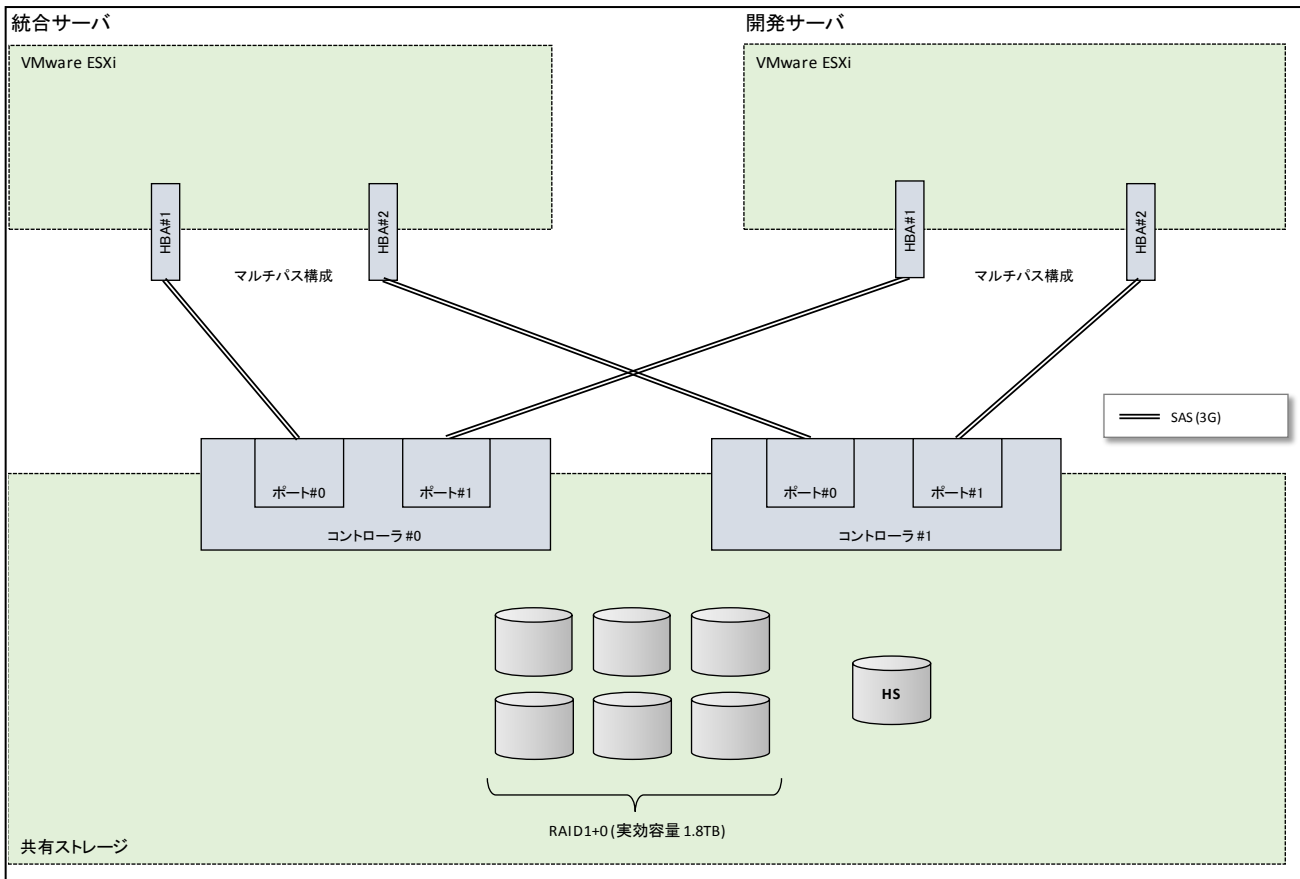 統合サーバ
開発サーバ
VMware ESXi
VMware ESXi
HBA#1
HBA#2
HBA#1
HBA#2
マルチパス構成
マルチパス構成
SAS (3G)
ポート#0
ポート#1
ポート#0
ポート#1
コントローラ#0
コントローラ#1
HS
RAID1+0 (実効容量 1.8TB)
共有ストレージ